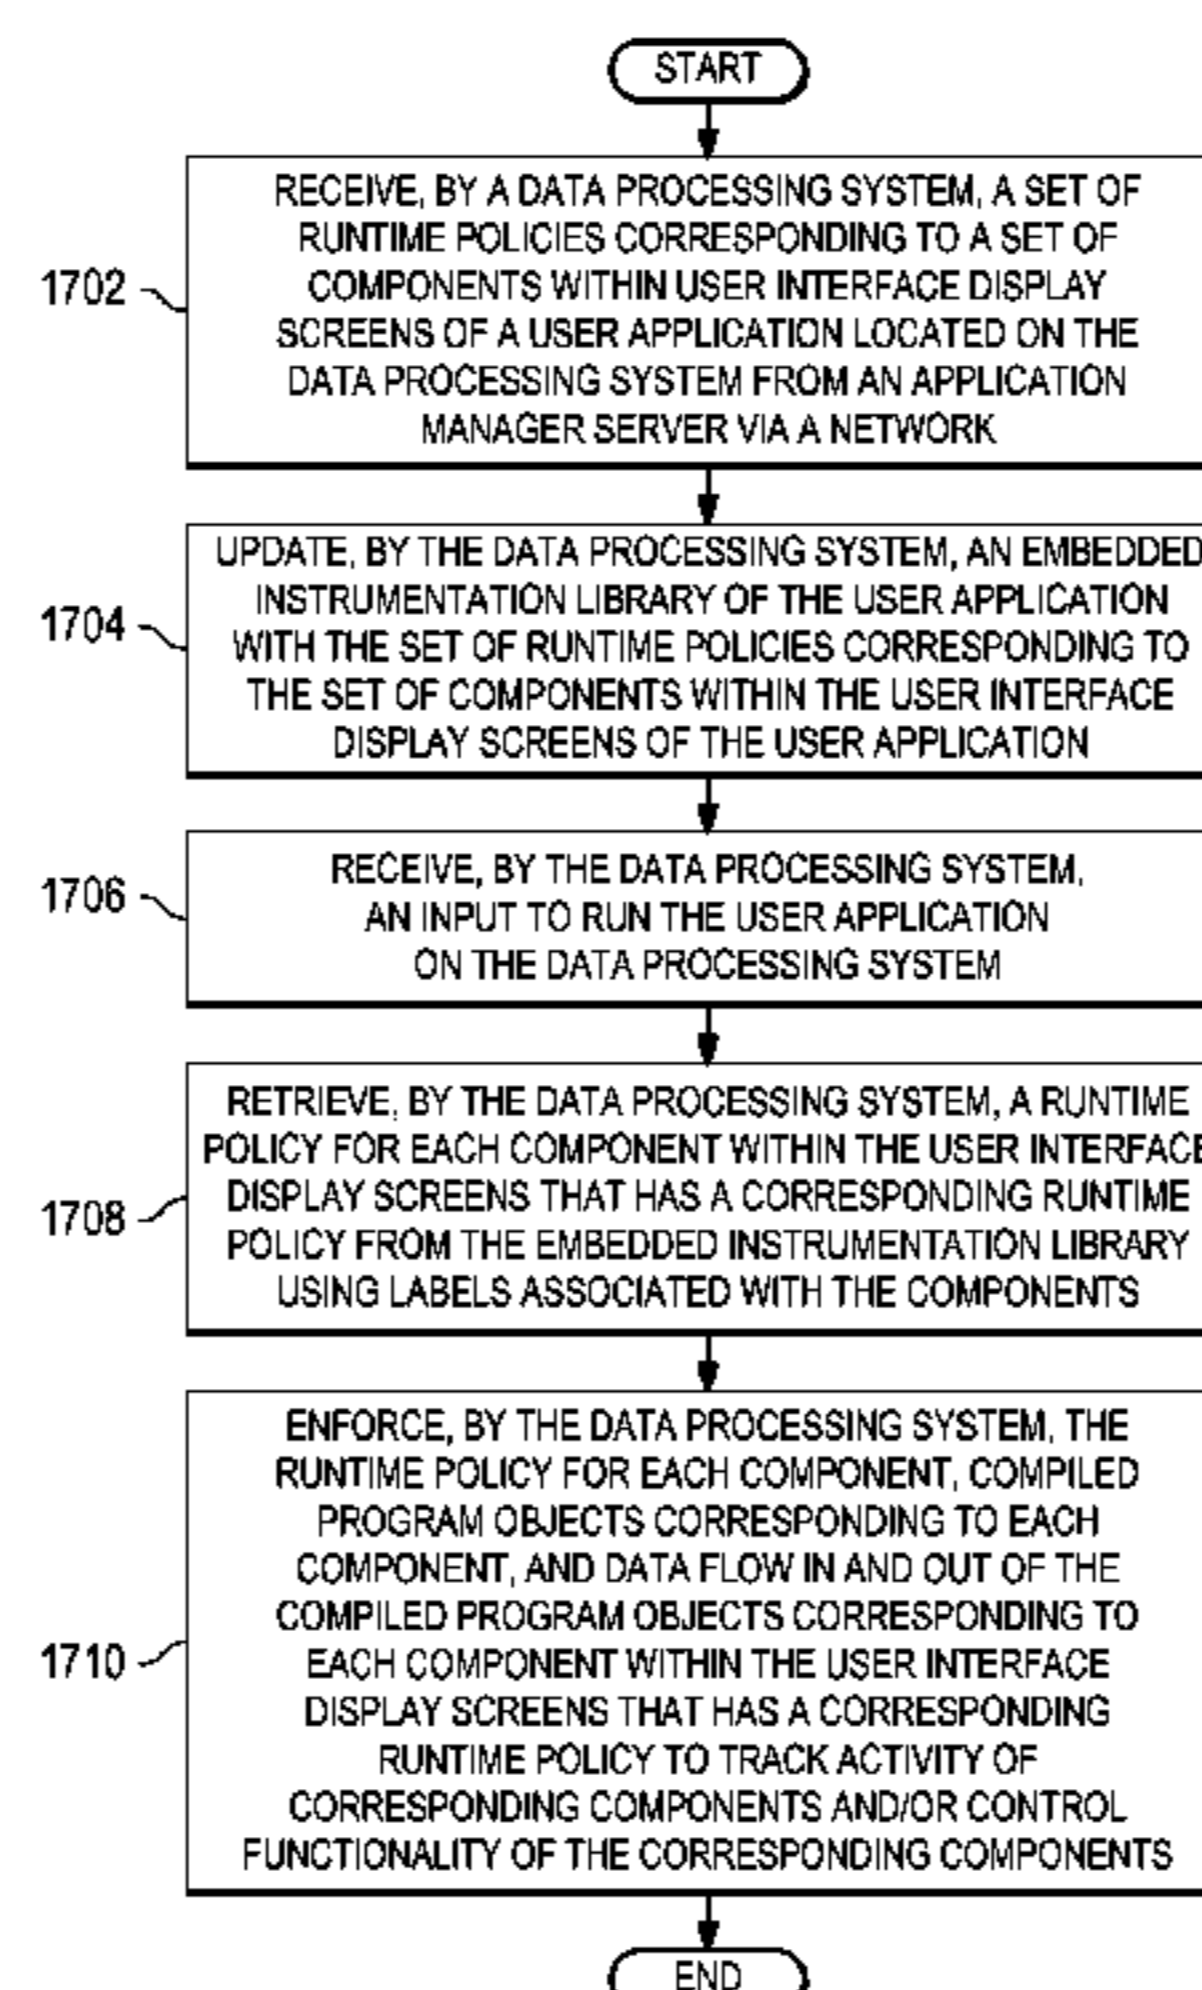 START
RECEIVE, BY A DATA PROCESSING SYSTEM, A SET OF
RUNTIME POLICIES CORRESPONDING TO A SET OF
COMPONENTS WITHIN USER INTERFACE DISPLAY
SCREENS OF A USER APPLICATION LOCATED ON THE
DATA PROCESSING SYSTEM FROM AN APPLICATION
MANAGER SERVER VIA A NETWORK
1702
UPDATE, BY THE DATA PROCESSING SYSTEM, AN EMBEDDED
INSTRUMENTATION LIBRARY OF THE USER APPLICATION
WITH THE SET OF RUNTIME POLICIES CORRESPONDING TO
THE SET OF COMPONENTS WITHIN THE USER INTERFACE
DISPLAY SCREENS OF THE USER APPLICATION
1704
RECEIVE, BY THE DATA PROCESSING SYSTEM,
AN INPUT TO RUN THE USER APPLICATION
ON THE DATA PROCESSING SYSTEM
1706
RETRIEVE, BY THE DATA PROCESSING SYSTEM, A RUNTIME
POLICY FOR EACH COMPONENT WITHIN THE USER INTERFACE
DISPLAY SCREENS THAT HAS A CORRESPONDING RUNTIME
POLICY FROM THE EMBEDDED INSTRUMENTATION LIBRARY
USING LABELS ASSOCIATED WITH THE COMPONENTS
1708
ENFORCE, BY THE DATA PROCESSING SYSTEM, THE
RUNTIME POLICY FOR EACH COMPONENT, COMPILED
PROGRAM OBJECTS CORRESPONDING TO EACH
COMPONENT, AND DATA FLOW IN AND OUT OF THE
COMPILED PROGRAM OBJECTS CORRESPONDING TO
EACH COMPONENT WITHIN THE USER INTERFACE
DISPLAY SCREENS THAT HAS A CORRESPONDING
RUNTIME POLICY TO TRACK ACTIVITY OF
CORRESPONDING COMPONENTS AND/OR CONTROL
FUNCTIONALITY OF THE CORRESPONDING COMPONENTS
1710
END